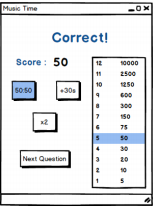 Music Time
Correct!
Score : 50
50:50 +30s
x2
Next Question
12 10000
11 2500
10 1250
9 600
8 300
7 150
6 75
5 50
4 30
3 20
2 10
1 5